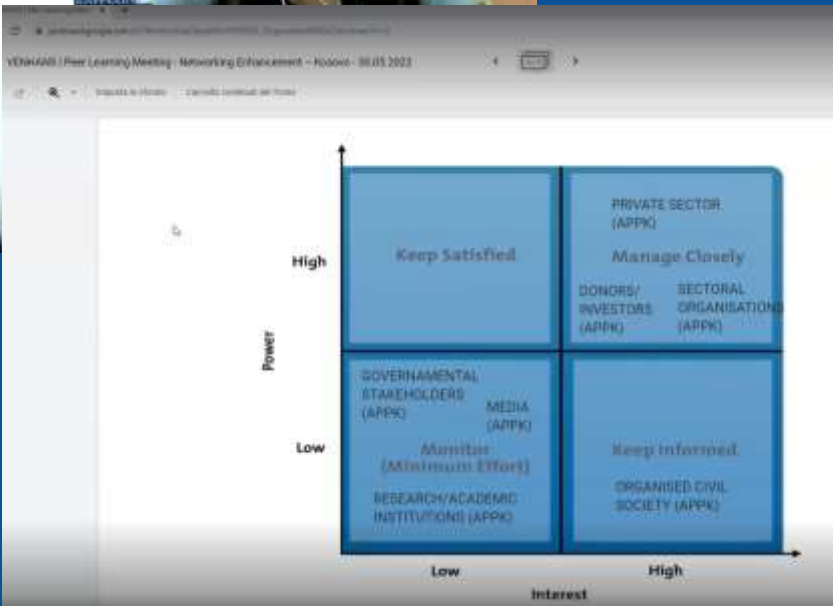 VENHANS | Peer Learning Meeting - Networking Enhancement – Kosovo - 30.05.2022
PRIVATE SECTOR
(APPK)
High
Keep Satisfied
Manage Closely
DONORS/
INVESTORS
(APPK)
SECTORAL
ORGANISATIONS
(APPK)
Power
GOVERNAMENTAL
STAKEHOLDERS
(APPK)
MEDIA
(APPK)
Low
Monitor
(Minimum Effort)
Keep Informed
RESEARCH/ACADEMIC
INSTITUTIONS (APPK)
ORGANISED CIVIL
SOCIETY (APPK)
Low
High
Interest